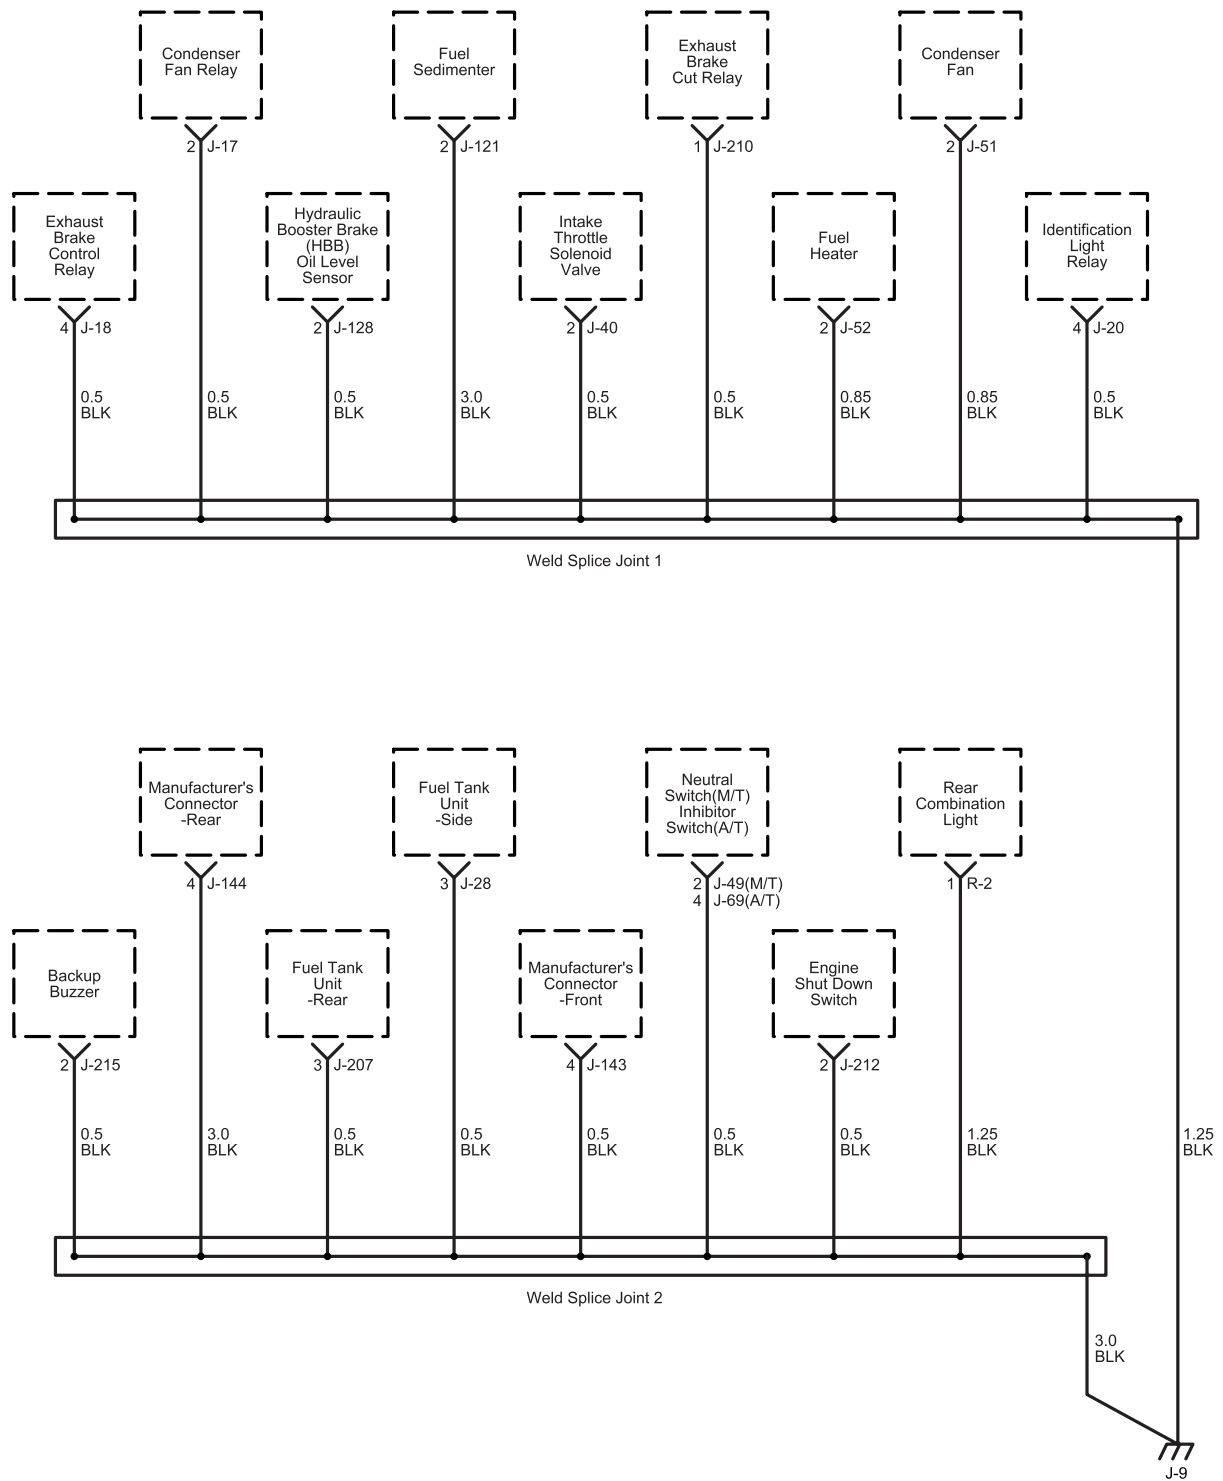 Condenser
Fan Relay
Fuel
Sedimenter
Exhaust
Brake
Cut Relay
Condenser
Fan
2 J-17
2 J-121
1 J-210
2 J-51
Exhaust
Brake
Control
Relay
Hydraulic
Booster Brake
(HBB)
Oil Level
Sensor
Intake
Throttle
Solenoid
Valve
Fuel
Heater
Identification
Light
Relay
4 J-18
2 J-128
2 J-40
2 J-52
4 J-20
0.5
BLK
0.5
BLK
0.5
BLK
3.0
BLK
0.5
BLK
0.5
BLK
0.85
BLK
0.85
BLK
0.5
BLK
Weld Splice Joint 1
Manufacturer's
Connector
-Rear
Fuel Tank
Unit
-Side
Neutral
Switch(M/T)
Inhibitor
Switch(A/T)
Rear
Combination
Light
4 J-144
3 J-28
2 J-49(M/T)
4 J-69(A/T)
1 R-2
Backup
Buzzer
Fuel Tank
Unit
-Rear
Manufacturer's
Connector
-Front
Engine
Shut Down
Switch
2 J-215
3 J-207
4 J-143
2 J-212
0.5
BLK
3.0
BLK
0.5
BLK
0.5
BLK
0.5
BLK
0.5
BLK
0.5
BLK
1.25
BLK
1.25
BLK
Weld Splice Joint 2
3.0
BLK
J-9